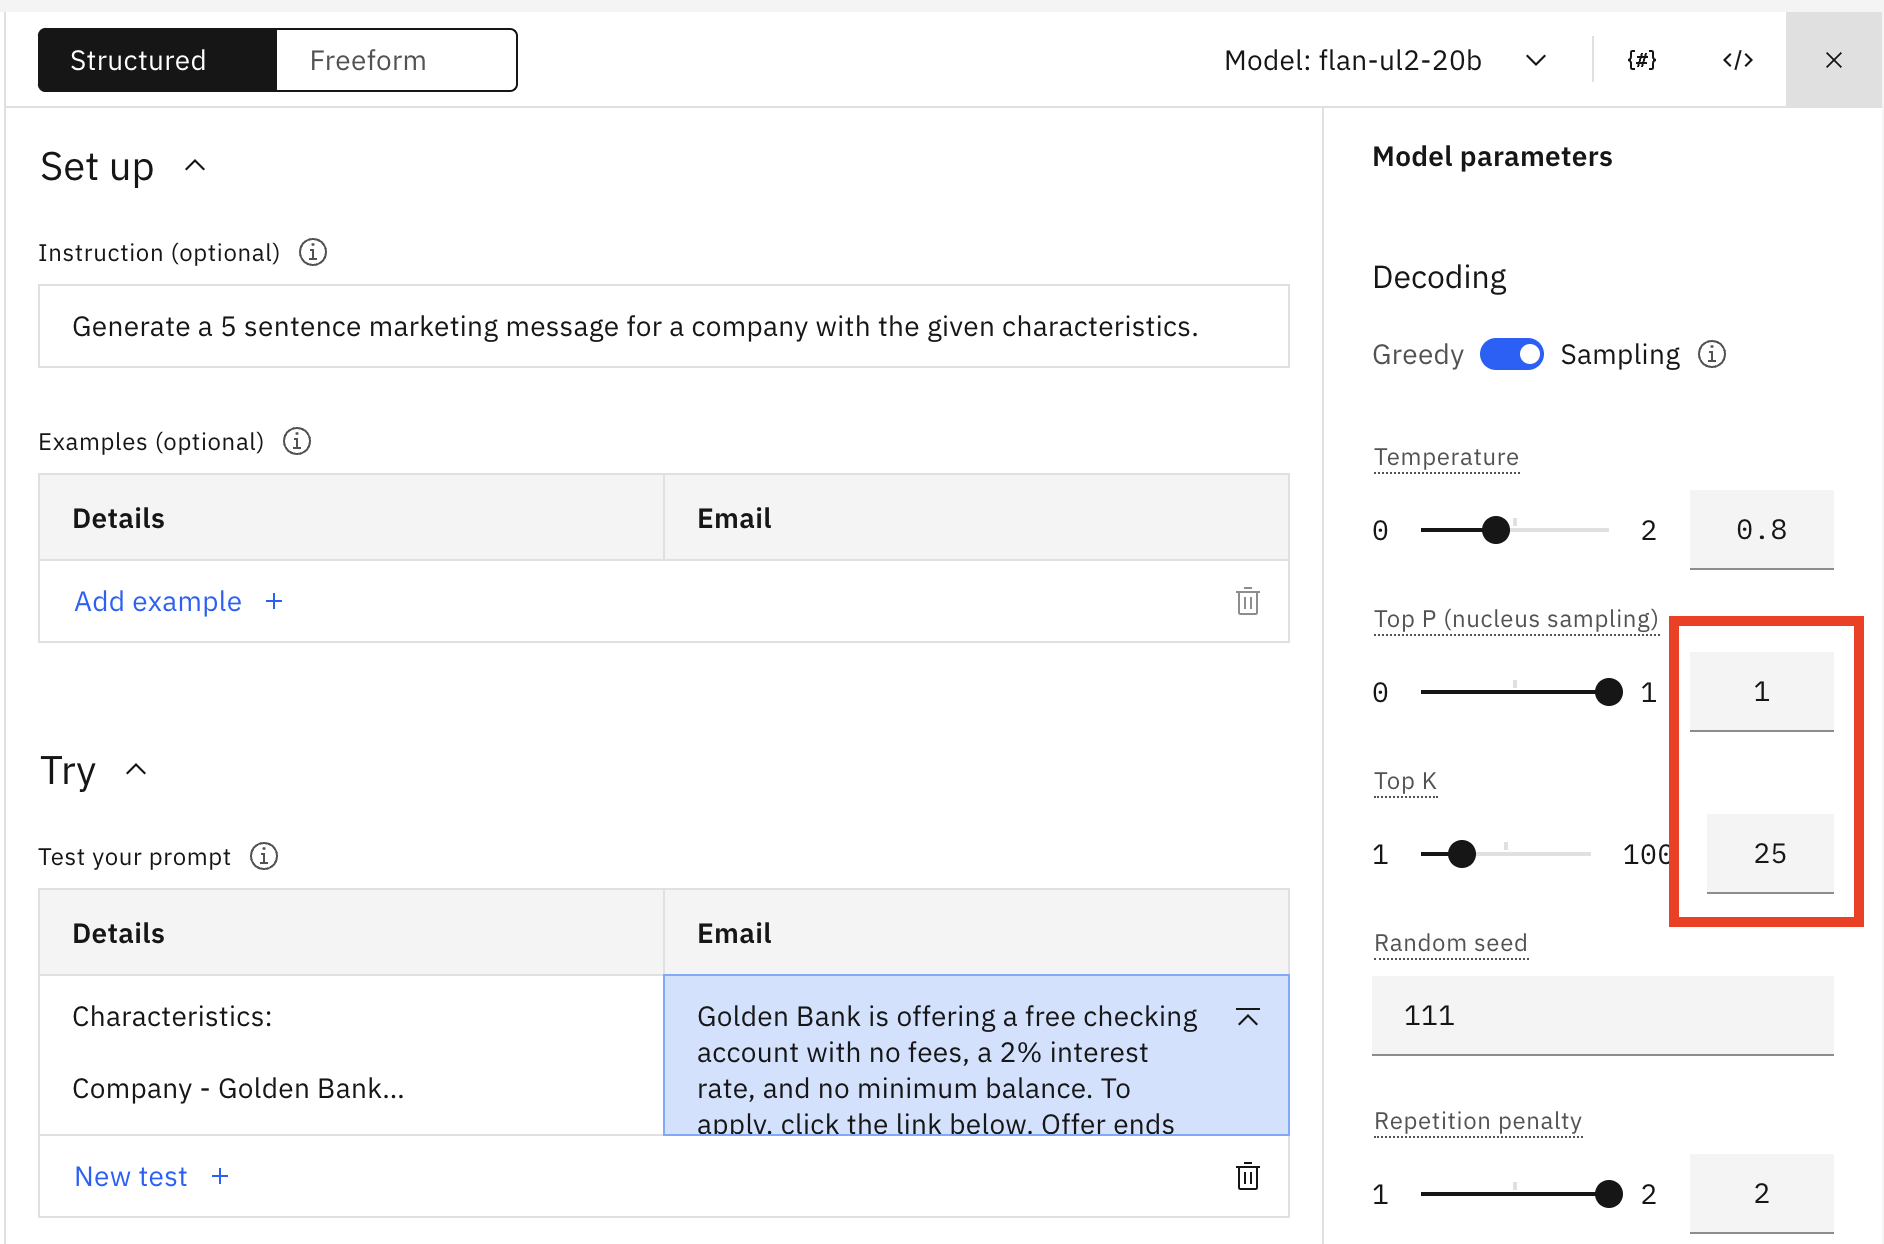 Structured
Freeform
Model: flan-ul2-20b
{#}
</>
Set up
Instruction (optional)
Generate a 5 sentence marketing message for a company with the given characteristics.
Examples (optional)
Details
Email
Add example +
Try
Test your prompt
Details
Email
Characteristics:
Company - Golden Bank...
Golden Bank is offering a free checking
account with no fees, a 2% interest
rate, and no minimum balance. To
apply, click the link below. Offer ends
New test +
Model parameters
Decoding
Greedy
Sampling
Temperature
0
2
0.8
Top P (nucleus sampling)
0
1
1
Top K
1
100
25
Random seed
111
Repetition penalty
1
2
2